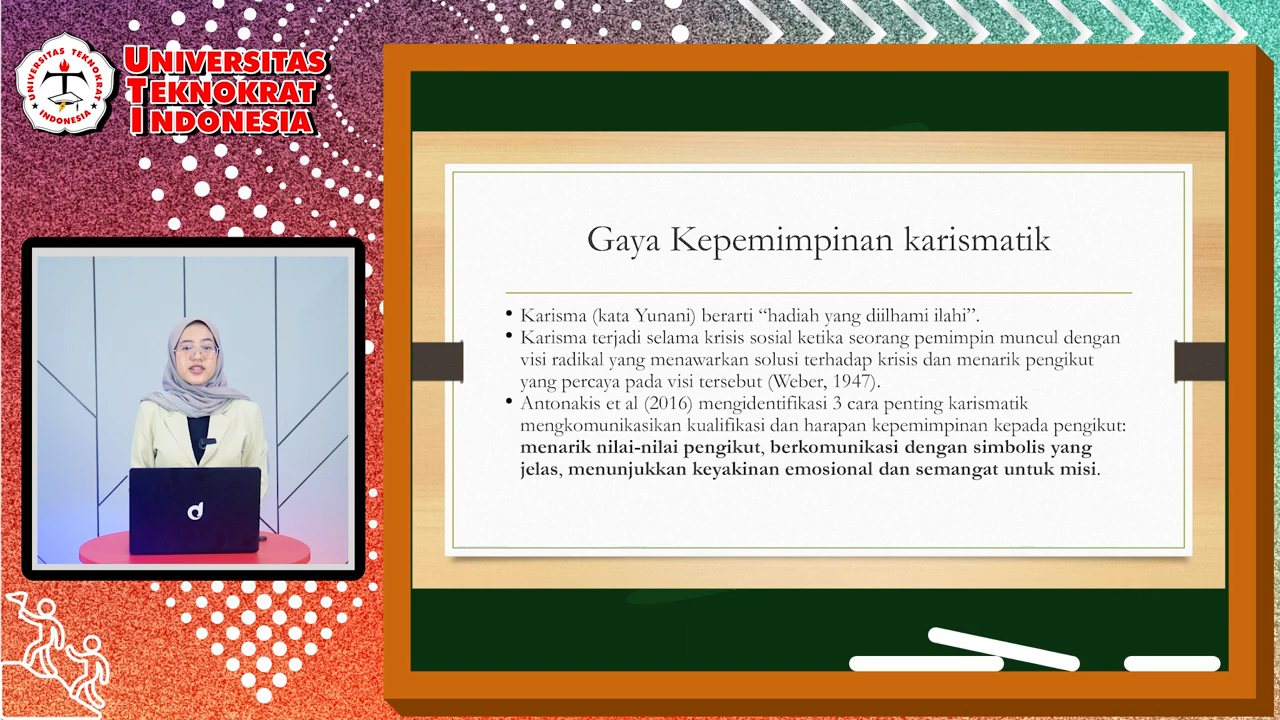 UNIVERSITAS TEKNOKRAT
INDONESIA
UNIVERSITAS
TEKNOKRAT
INDONESIA
Gaya Kepemimpinan karismatik
• Karisma (kata Yunani) berarti “hadiah yang diilhami ilahi”.
• Karisma terjadi selama krisis sosial ketika seorang pemimpin muncul dengan
visi radikal yang menawarkan solusi terhadap krisis dan menarik pengikut
yang percaya pada visi tersebut (Weber, 1947).
• Antonakis et al (2016) mengidentifikasi 3 cara penting karismatik
mengkomunikasikan kualifikasi dan harapan kepemimpinan kepada pengikut:
menarik nilai-nilai pengikut, berkomunikasi dengan simbolis yang
jelas, menunjukkan keyakinan emosional dan semangat untuk misi.